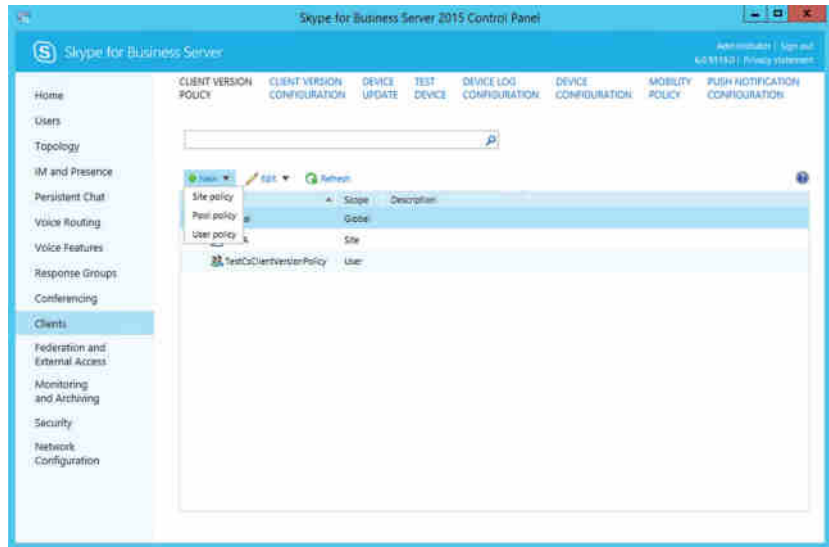 Skype for Business Server 2015 Control Panel
Skype for Business Server
Administrator | Sign out
Privacy statement
Home
Users
Topology
IM and Presence
Persistent Chat
Voice Routing
Voice Features
Response Groups
Conferencing
Clients
Federation and
External Access
Monitoring
and Archiving
Security
Network
Configuration
CLIENT VERSION
POLICY
CLIENT VERSION
CONFIGURATION
DEVICE
UPDATE
TEST
DEVICE
DEVICE LOG
CONFIGURATION
DEVICE
CONFIGURATION
MOBILITY
POLICY
PUSH NOTIFICATION
CONFIGURATION
New
Edit
Refresh
Site policy
Pool policy
User policy
Scope
Description
Global
Site
TestCsClientVersionPolicy
User